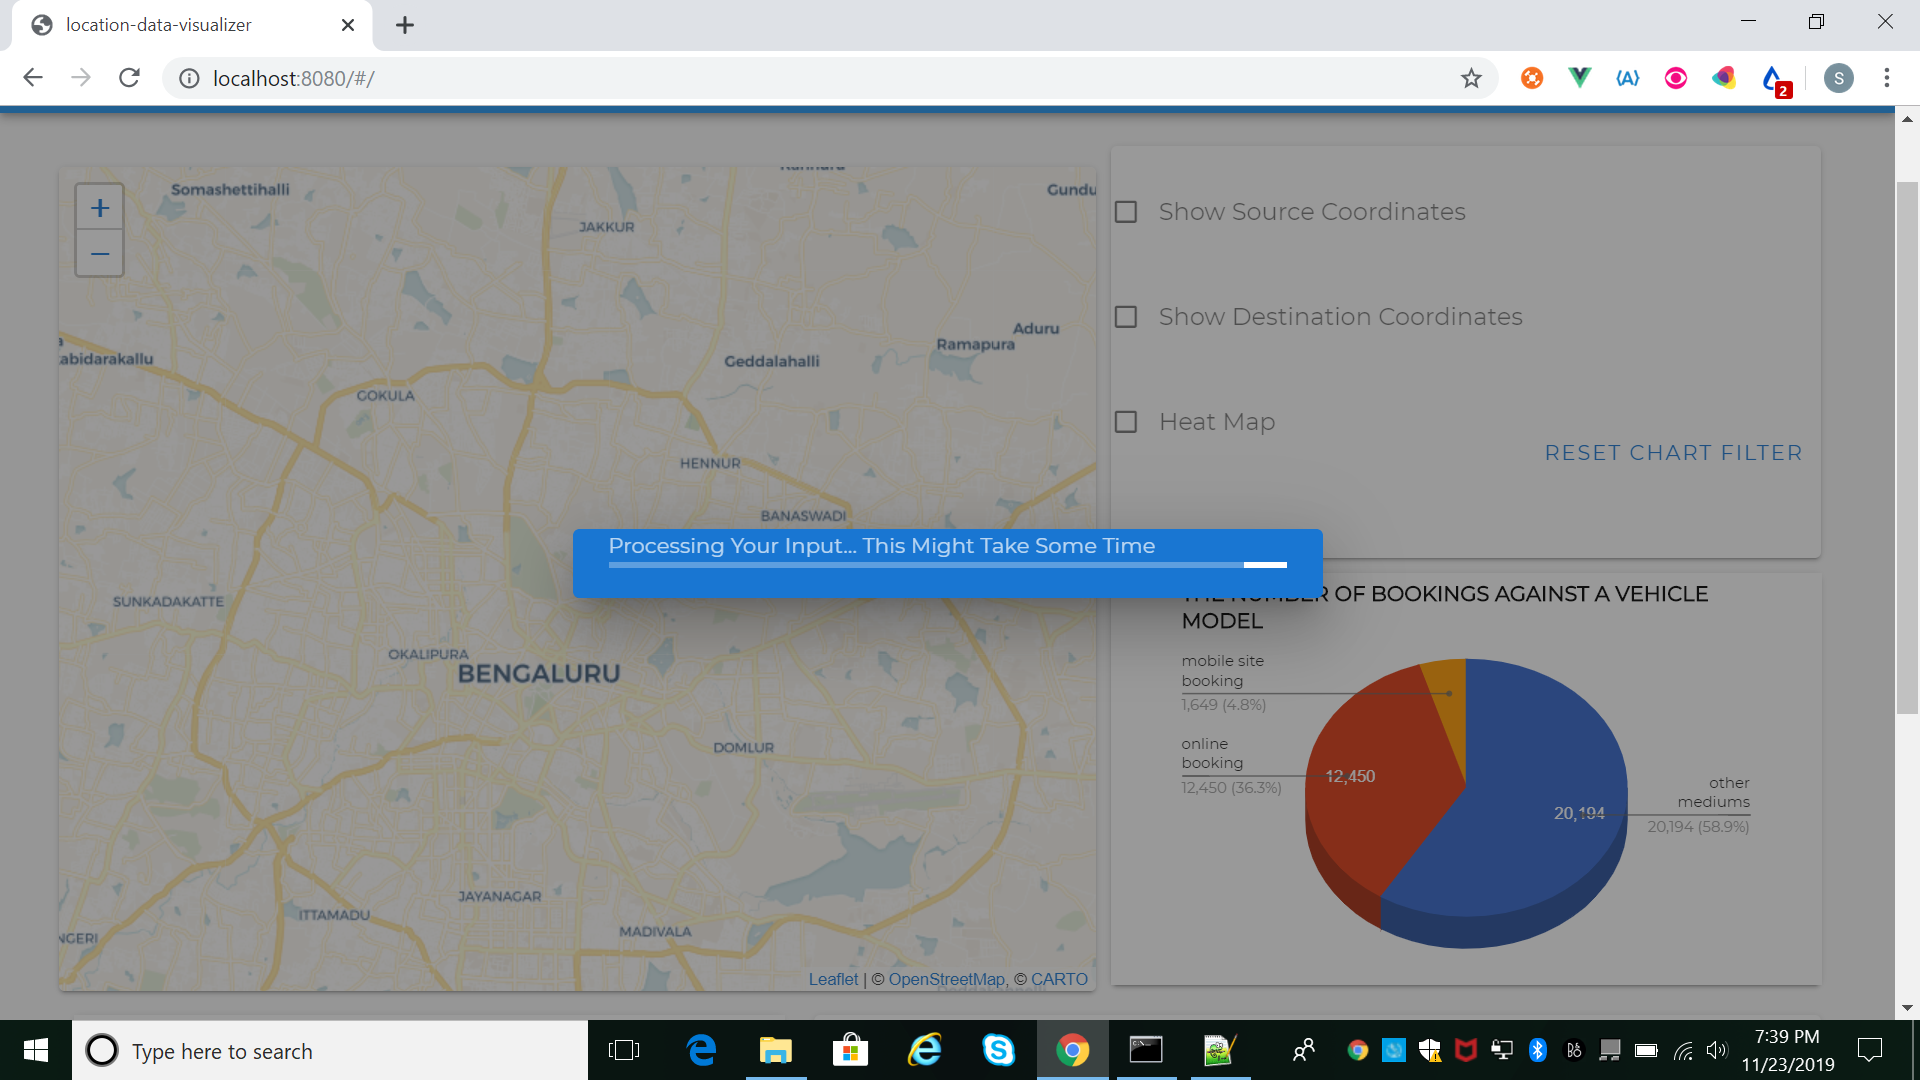 location-data-visualizer
localhost:8080/#/
2
S
Somashettihalli
Gundu
JAKKUR
Aduru
Ramapura
abidarakallu
Geddalahalli
GOKULA
HENNUR
BANASWADI
SUNKADAKATTE
OKALIPURA
BENGALURU
DOMLUR
JAYANAGAR
ITTAMADU
NGERI
MADIVALA
Leaflet | © OpenStreetMap, © CARTO
Show Source Coordinates
Show Destination Coordinates
Heat Map
RESET CHART FILTER
Processing Your Input... This Might Take Some Time
THE NUMBER OF BOOKINGS AGAINST A VEHICLE
MODEL
mobile site
booking
1,649 (4.8%)
online
booking
12,450 (36.3%)
12,450
20,194
other
mediums
20,194 (58.9%)
Type here to search
7:39 PM
11/23/2019